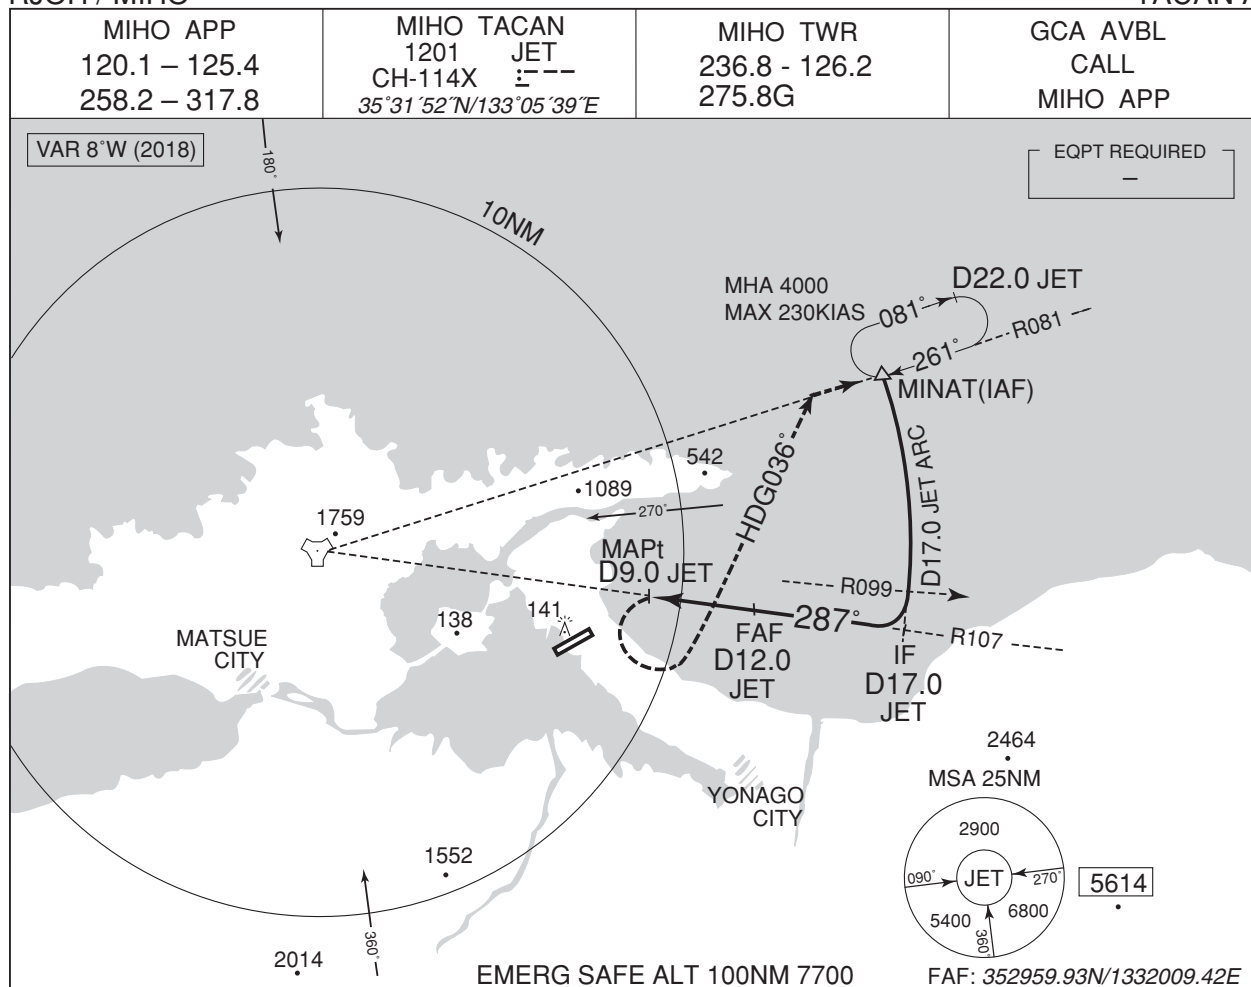 MIHO APP
120.1 – 125.4
258.2 – 317.8
MIHO TACAN
1201 JET
CH-114X
35°31´52˝N/133°05´39˝E
MIHO TWR
236.8 - 126.2
275.8G
GCA AVBL
CALL
MIHO APP
VAR 8°W (2018)
180°
EQPT REQUIRED
–
10NM
MHA 4000
MAX 230KIAS
D22.0 JET
081°
R081
261°
MINAT(IAF)
D17.0 JET ARC
HDG036°
542
1089
270°
1759
MAPt
D9.0 JET
R099
287°
141
138
FAF
D12.0
JET
R107
IF
D17.0
JET
MATSUE
CITY
2464
MSA 25NM
YONAGO
CITY
2900
090°
JET
270°
5614
5400
6800
360°
1552
360°
2014
EMERG SAFE ALT 100NM 7700
FAF: 352959.93N/1332009.42E